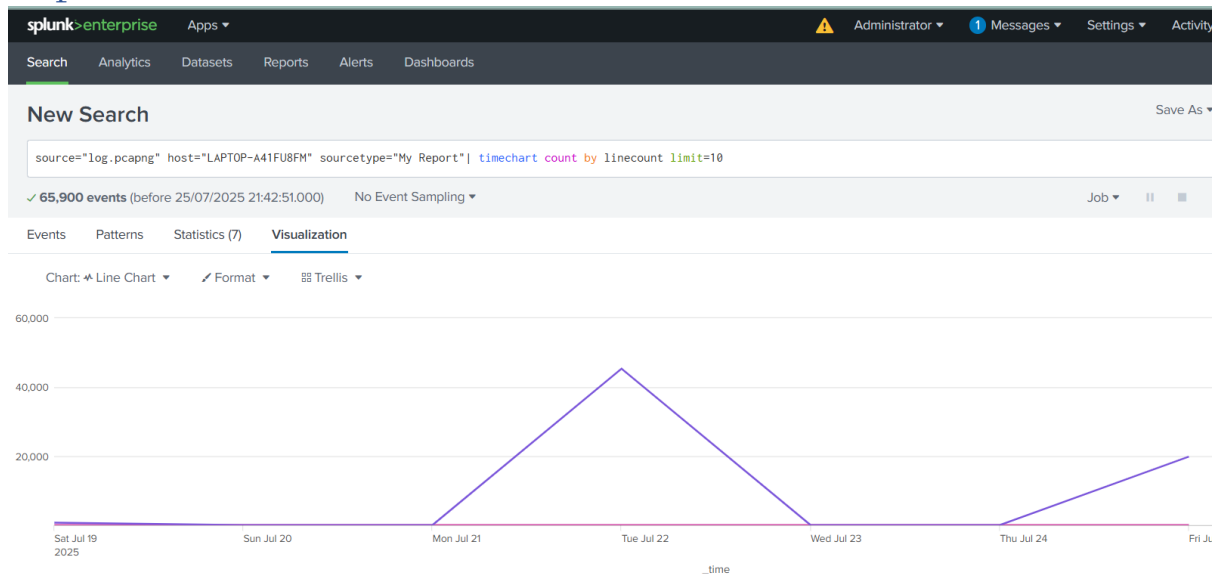 splunk>enterprise Apps ▾ Administrator ▾ 1 Messages ▾ Settings ▾ Activity
Search Analytics Datasets Reports Alerts Dashboards
New Search
Save As ▾
source="log.pcapng" host="LAPTOP-A41FU8FM" sourcetype="My Report"| timechart count by linecount limit=10
✓ 65,900 events (before 25/07/2025 21:42:51.000) No Event Sampling ▾ Job ▾
Events Patterns Statistics (7) Visualization
Chart: Line Chart ▾ Format ▾ Trellis ▾
60,000
40,000
20,000
Sat Jul 19 Sun Jul 20 Mon Jul 21 Tue Jul 22 Wed Jul 23 Thu Jul 24 Fri Ju
2025
_time